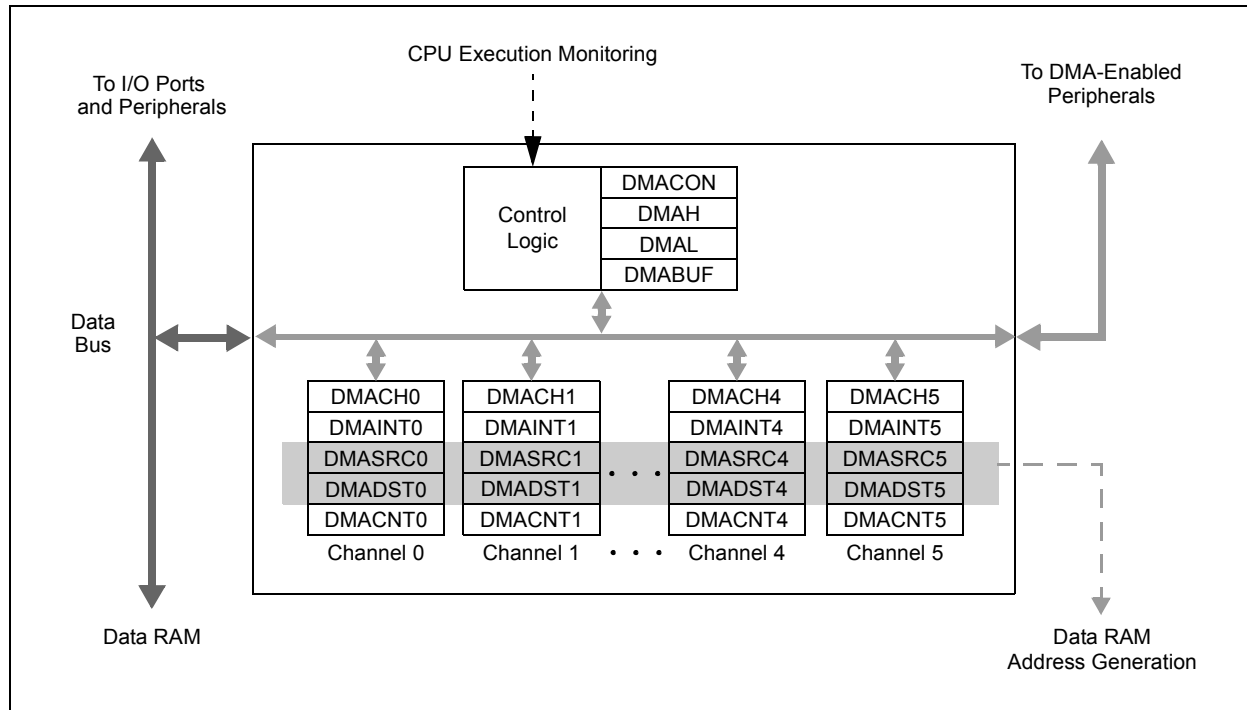 CPU Execution Monitoring
To I/O Ports
and Peripherals
To DMA-Enabled
Peripherals
Control
Logic
DMACON
DMAH
DMAL
DMABUF
Data
Bus
DMACH0
DMAINT0
DMASRC0
DMADST0
DMACNT0
Channel 0
DMACH1
DMAINT1
DMASRC1
DMADST1
DMACNT1
Channel 1
DMACH4
DMAINT4
DMASRC4
DMADST4
DMACNT4
Channel 4
DMACH5
DMAINT5
DMASRC5
DMADST5
DMACNT5
Channel 5
Data RAM
Data RAM
Address Generation